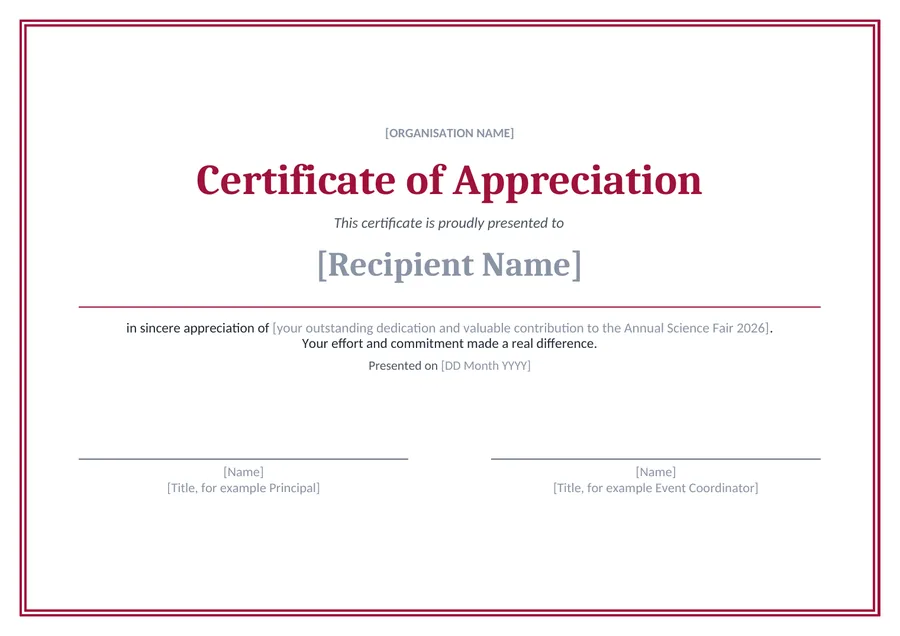 [ORGANISATION NAME]
Certificate of Appreciation
This certificate is proudly presented to
[Recipient Name]
in sincere appreciation of [your outstanding dedication and valuable contribution to the Annual Science Fair 2026].
Your effort and commitment made a real difference.
Presented on [DD Month YYYY]
[Name]
[Title, for example Principal]
[Name]
[Title, for example Event Coordinator]